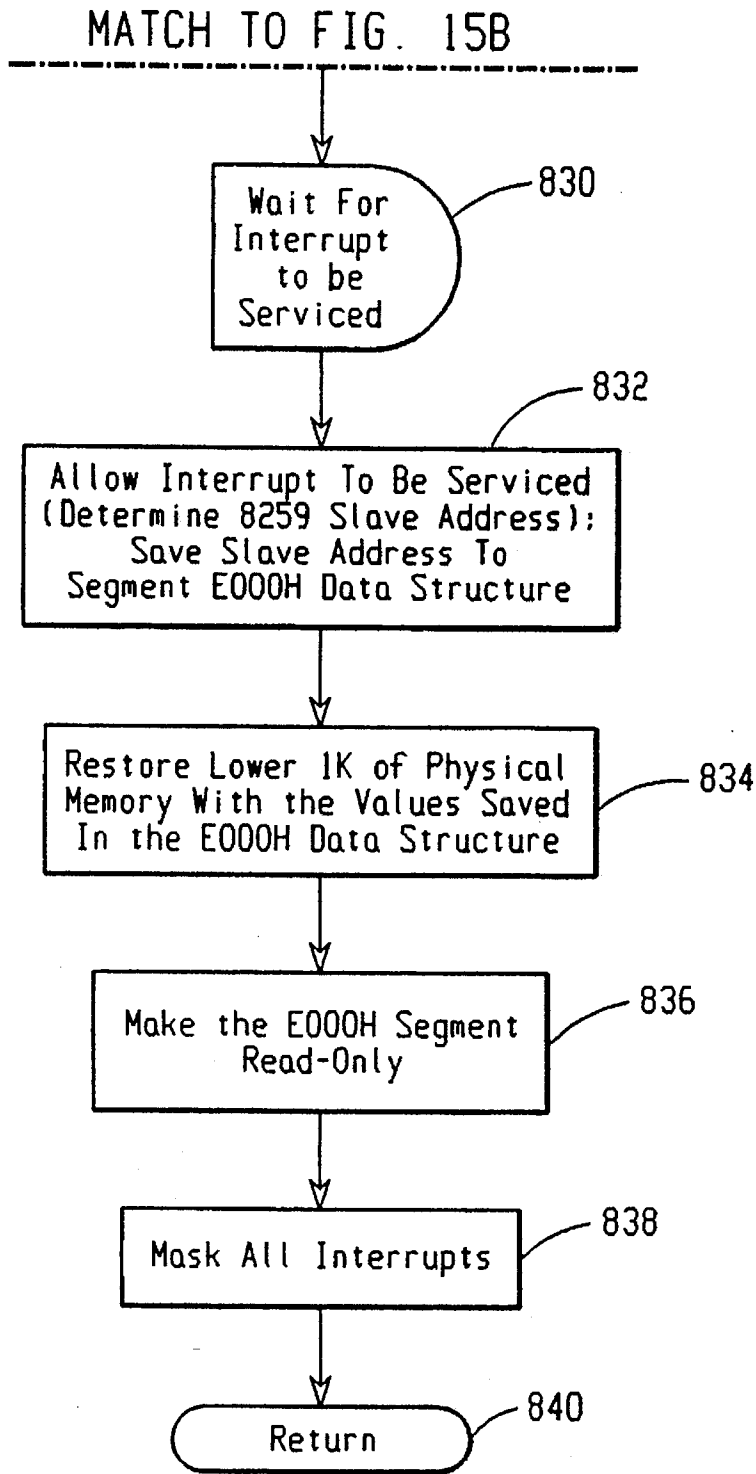 MATCH TO FIG. 15B
830
Wait For
Interrupt
to be
Serviced
832
Allow Interrupt To Be Serviced
(Determine 8259 Slave Address):
Save Slave Address To
Segment E000H Data Structure
Restore Lower 1K of Physical
Memory With the Values Saved
In the E000H Data Structure
834
Make the E000H Segment
Read-Only
836
Mask All Interrupts
838
Return
840